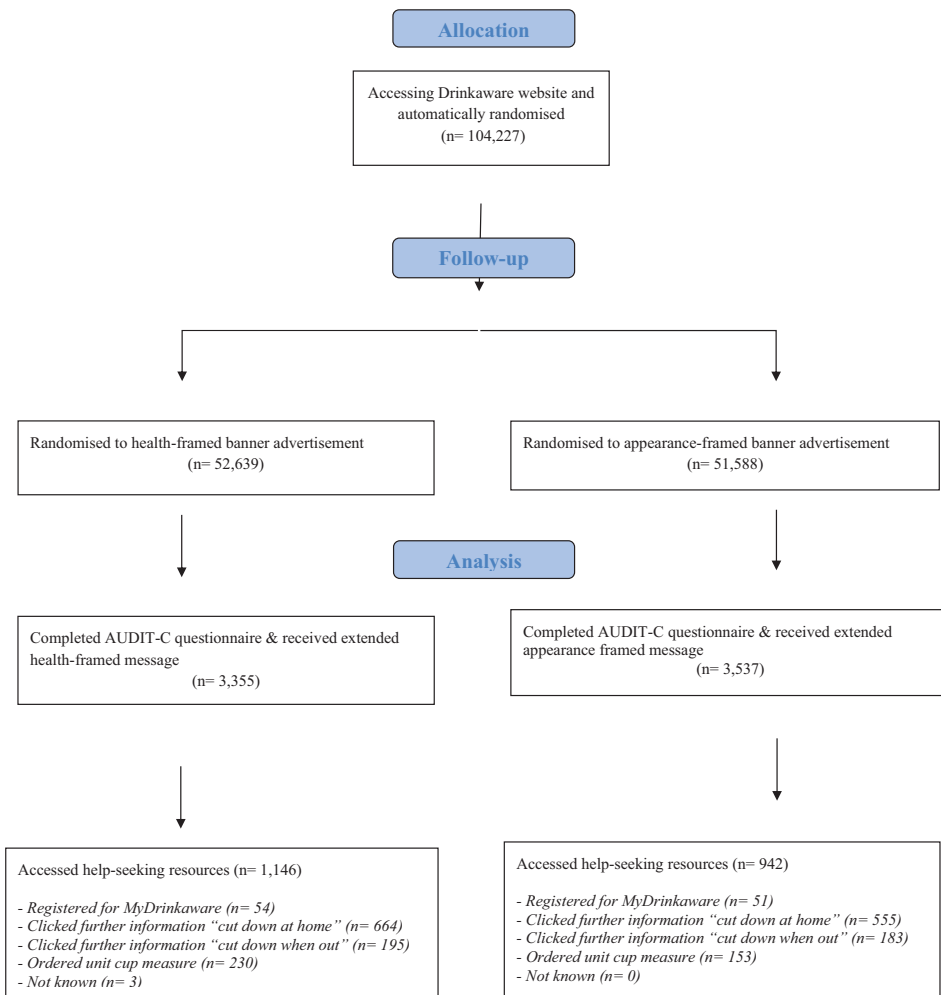 Allocation
Accessing Drinkaware website and
automatically randomised
(n= 104,227)
Follow-up
Randomised to health-framed banner advertisement
(n= 52,639)
Randomised to appearance-framed banner advertisement
(n= 51,588)
Analysis
Completed AUDIT-C questionnaire & received extended
health-framed message
(n= 3,355)
Completed AUDIT-C questionnaire & received extended
appearance framed message
(n= 3,537)
Accessed help-seeking resources (n= 1,146)
- Registered for MyDrinkaware (n= 54)
- Clicked further information “cut down at home” (n= 664)
- Clicked further information “cut down when out” (n= 195)
- Ordered unit cup measure (n= 230)
- Not known (n= 3)
Accessed help-seeking resources (n= 942)
- Registered for MyDrinkaware (n= 51)
- Clicked further information “cut down at home” (n= 555)
- Clicked further information “cut down when out” (n= 183)
- Ordered unit cup measure (n= 153)
- Not known (n= 0)